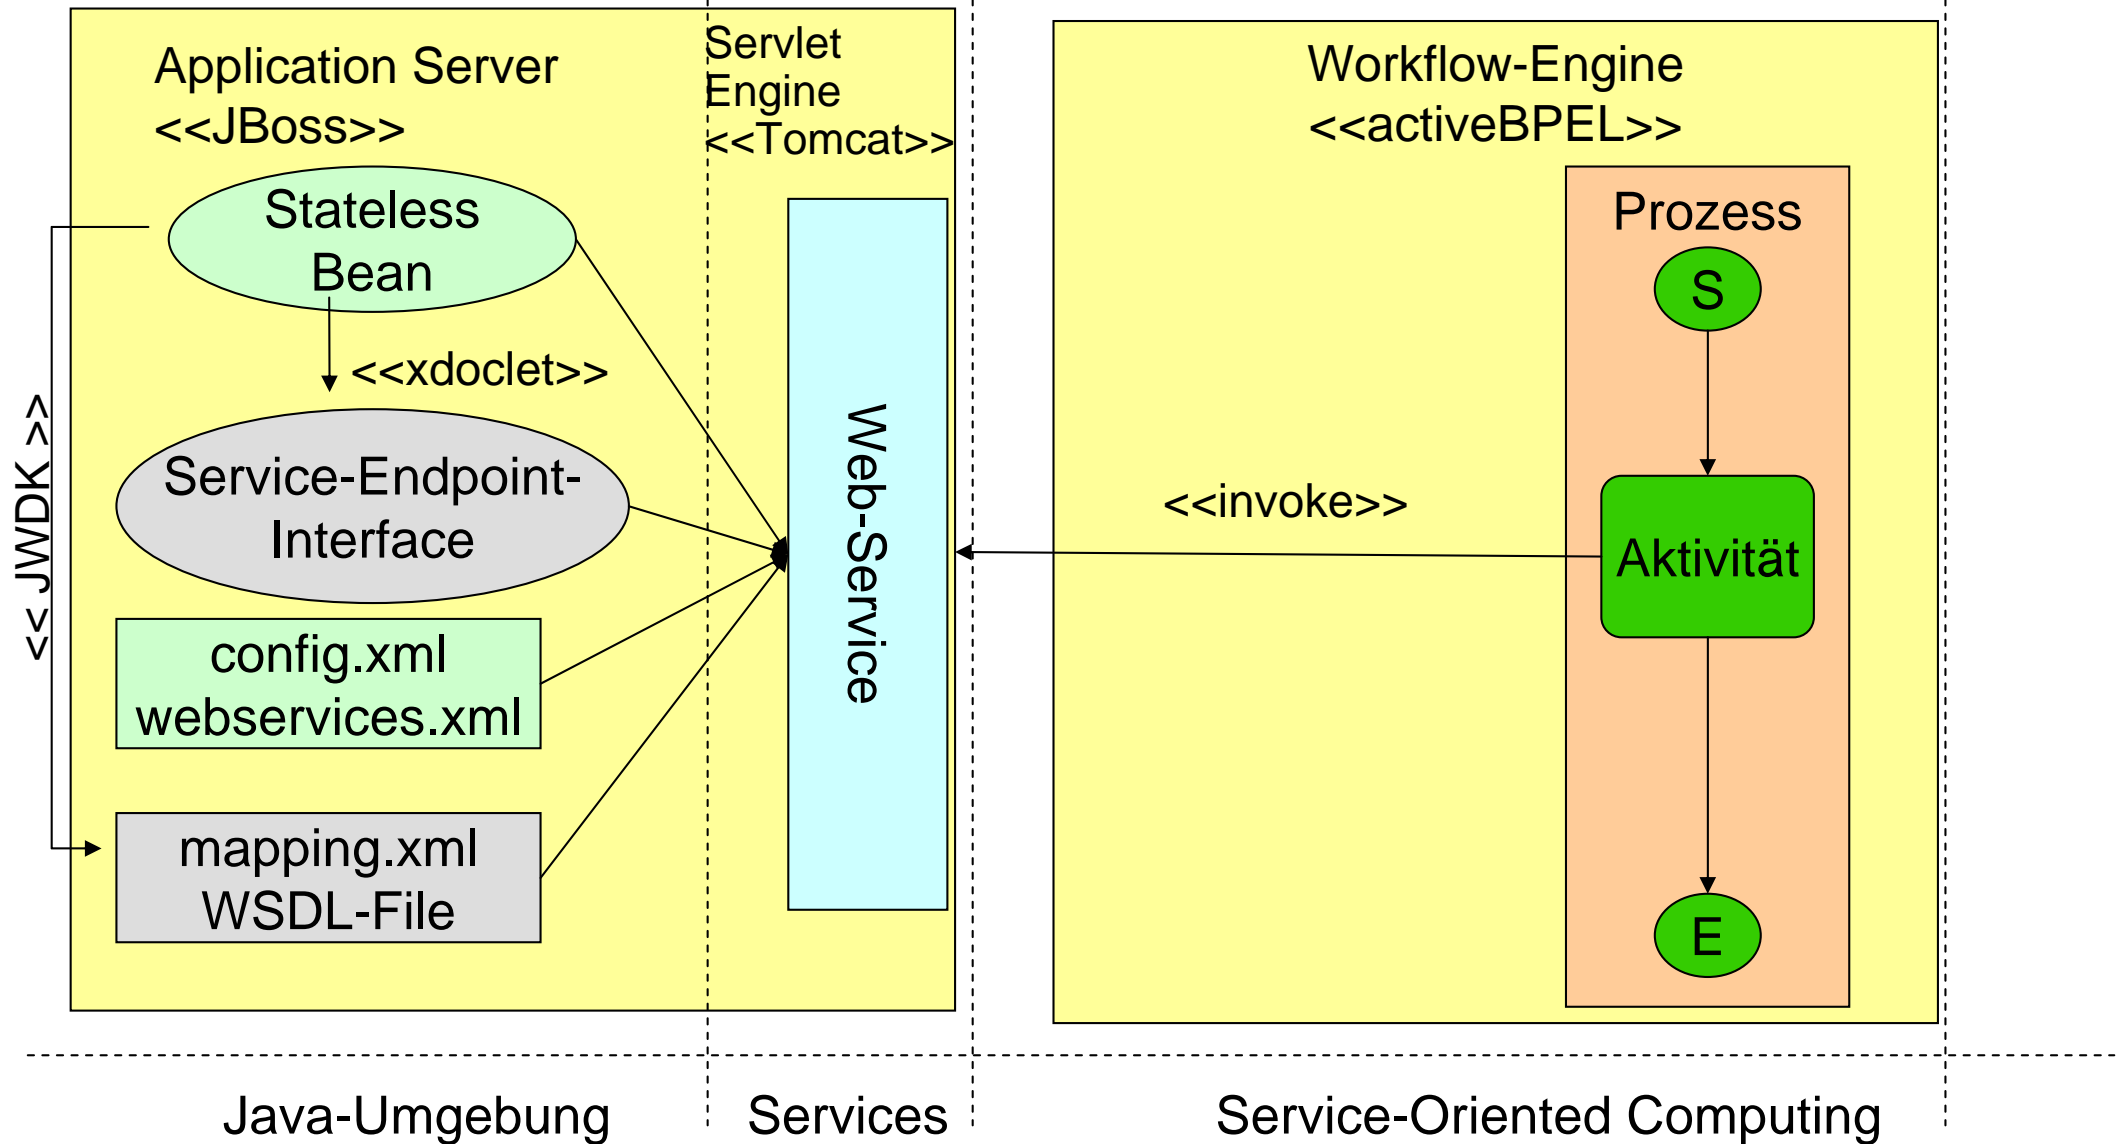 Application Server
<<JBoss>>
Servlet
Engine
<<Tomcat>>
Workflow-Engine
<<activeBPEL>>
Stateless
Bean
<<xdoclet>>
<< JWDK >>
Service-Endpoint-
Interface
config.xml
webservices.xml
mapping.xml
WSDL-File
Web-Service
<<invoke>>
Prozess
S
Aktivität
E
Java-Umgebung
Services
Service-Oriented Computing